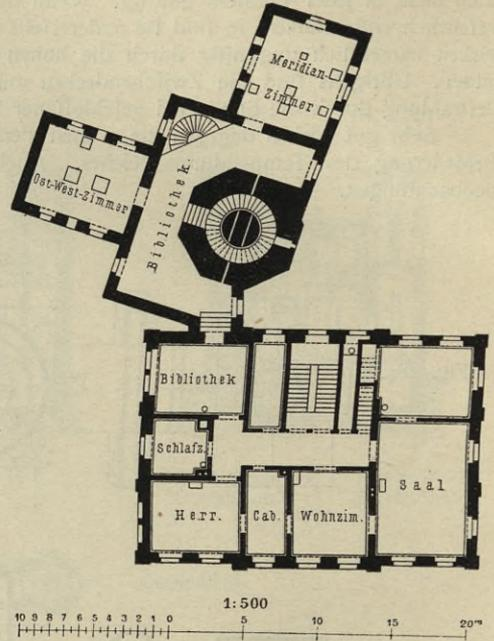 Meridian-
Zimmer
Ost-West-Zimmer
Bibliothek
Bibliothek
Schlafz.
Saal
Herr.
Cab.
Wohnzim.
1:500
10 9 8 7 6 5 4 3 2 1 0 5 10 15 20 m